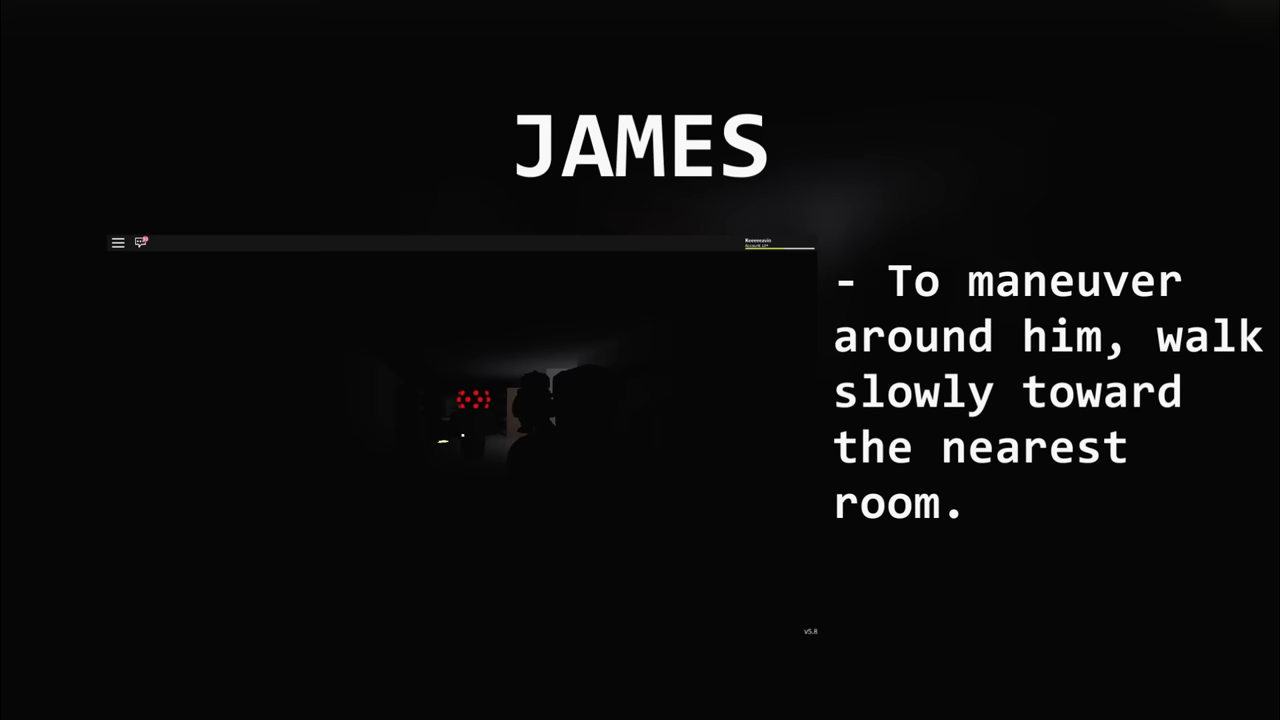 JAMES
- To maneuver
around him, walk
slowly toward
the nearest
room.
v5.8